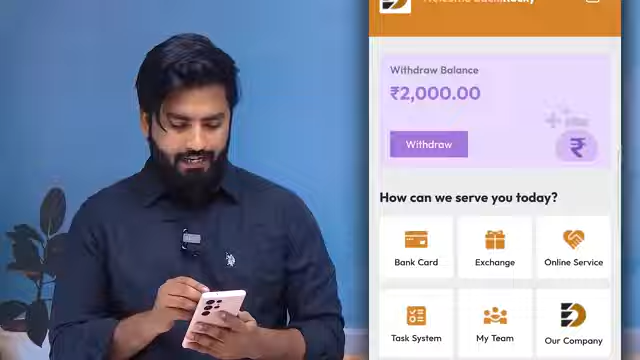 Withdraw Balance
₹2,000.00
Withdraw
₹
How can we serve you today?
Bank Card
Exchange
Online Service
Task System
My Team
Our Company